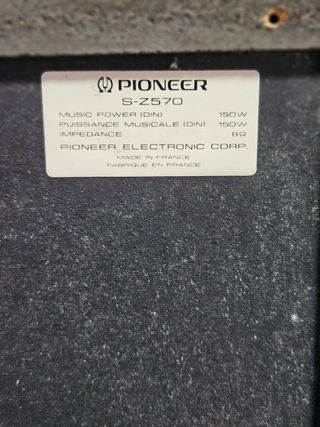 PIONEER
S-Z570
MUSIC POWER (DIN) 150W
PUISSANCE MUSICALE (DIN) 150W
IMPEDANCE 8Ω
PIONEER ELECTRONIC CORP.
MADE IN FRANCE
FABRIQUE EN FRANCE